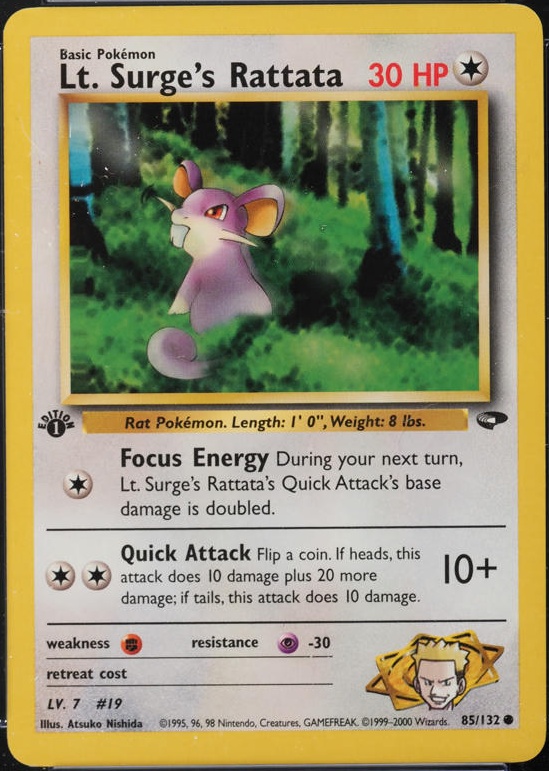 Basic Pokémon
Lt. Surge's Rattata 30 HP
EDITION
1
Rat Pokémon. Length: 1' 0", Weight: 8 lbs.
Focus Energy During your next turn,
Lt. Surge's Rattata's Quick Attack's base
damage is doubled.
Quick Attack Flip a coin. If heads, this
attack does 10 damage plus 20 more
damage; if tails, this attack does 10 damage.
10+
weakness resistance -30
retreat cost
LV. 7 #19
Illus. Atsuko Nishida ©1995, 96, 98 Nintendo, Creatures, GAMEFREAK. ©1999-2000 Wizards. 85/132